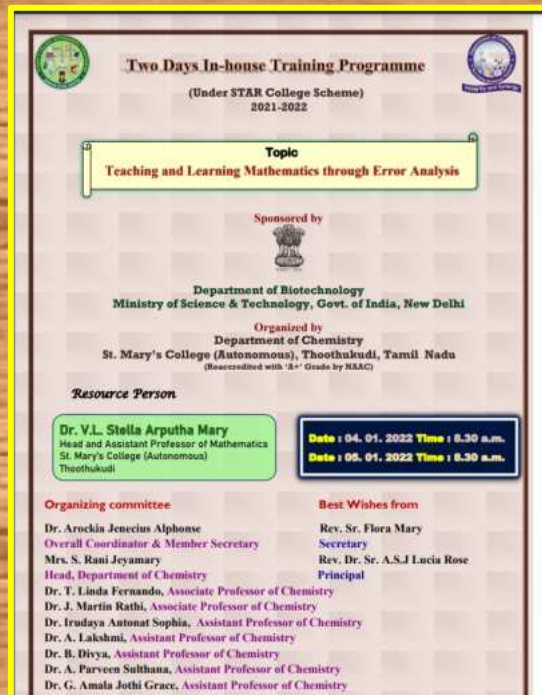 Two Days In-house Training Programme
(Under STAR College Scheme)
2021-2022
Integrity and Synergy
Topic
Teaching and Learning Mathematics through Error Analysis
Sponsored by
Department of Biotechnology
Ministry of Science & Technology, Govt. of India, New Delhi
Organized by
Department of Chemistry
St. Mary's College (Autonomous), Thoothukudi, Tamil Nadu
(Reaccredited with 'A+' Grade by NAAC)
Resource Person
Dr. V.L. Stella Arputha Mary
Head and Assistant Professor of Mathematics
St. Mary's College (Autonomous)
Thoothukudi
Date : 04. 01. 2022 Time : 8.30 a.m.
Date : 05. 01. 2022 Time : 8.30 a.m.
Organizing committee
Dr. Arockia Jenecius Alphonse
Overall Coordinator & Member Secretary
Mrs. S. Rani Jeyamary
Head, Department of Chemistry
Dr. T. Linda Fernando, Associate Professor of Chemistry
Dr. J. Martin Rathi, Associate Professor of Chemistry
Dr. Irudaya Antonat Sophia, Assistant Professor of Chemistry
Dr. A. Lakshmi, Assistant Professor of Chemistry
Dr. B. Divya, Assistant Professor of Chemistry
Dr. A. Parveen Sulthana, Assistant Professor of Chemistry
Dr. G. Amala Jothi Grace, Assistant Professor of Chemistry
Best Wishes from
Rev. Sr. Flora Mary
Secretary
Rev. Dr. Sr. A.S.J Lucia Rose
Principal